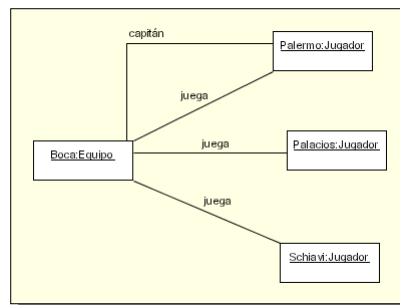 capitán
Palermo:Jugador
juega
juega
Palacios:Jugador
Boca:Equipo
juega
Schiavi:Jugador